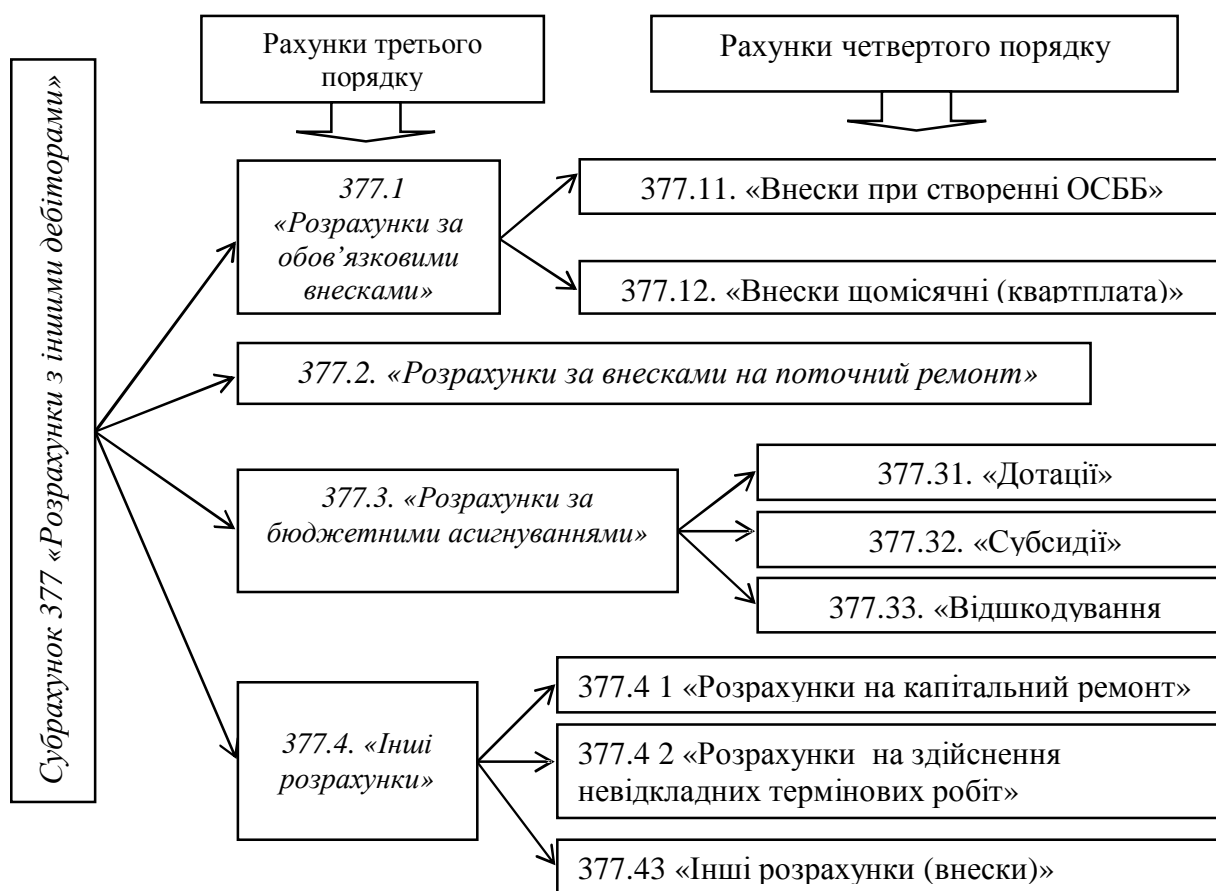 Субрахунок 377 «Розрахунки з іншими дебіторами»
Рахунки третього
порядку
Рахунки четвертого порядку
377.1
«Розрахунки за
обов’язковими
внесками»
377.11. «Внески при створенні ОСББ»
377.12. «Внески щомісячні (квартплата)»
377.2. «Розрахунки за внесками на поточний ремонт»
377.3. «Розрахунки за
бюджетними асигнуваннями»
377.31. «Дотації»
377.32. «Субсидії»
377.33. «Відшкодування
377.4. «Інші
розрахунки»
377.4 1 «Розрахунки на капітальний ремонт»
377.4 2 «Розрахунки на здійснення
невідкладних термінових робіт»
377.43 «Інші розрахунки (внески)»